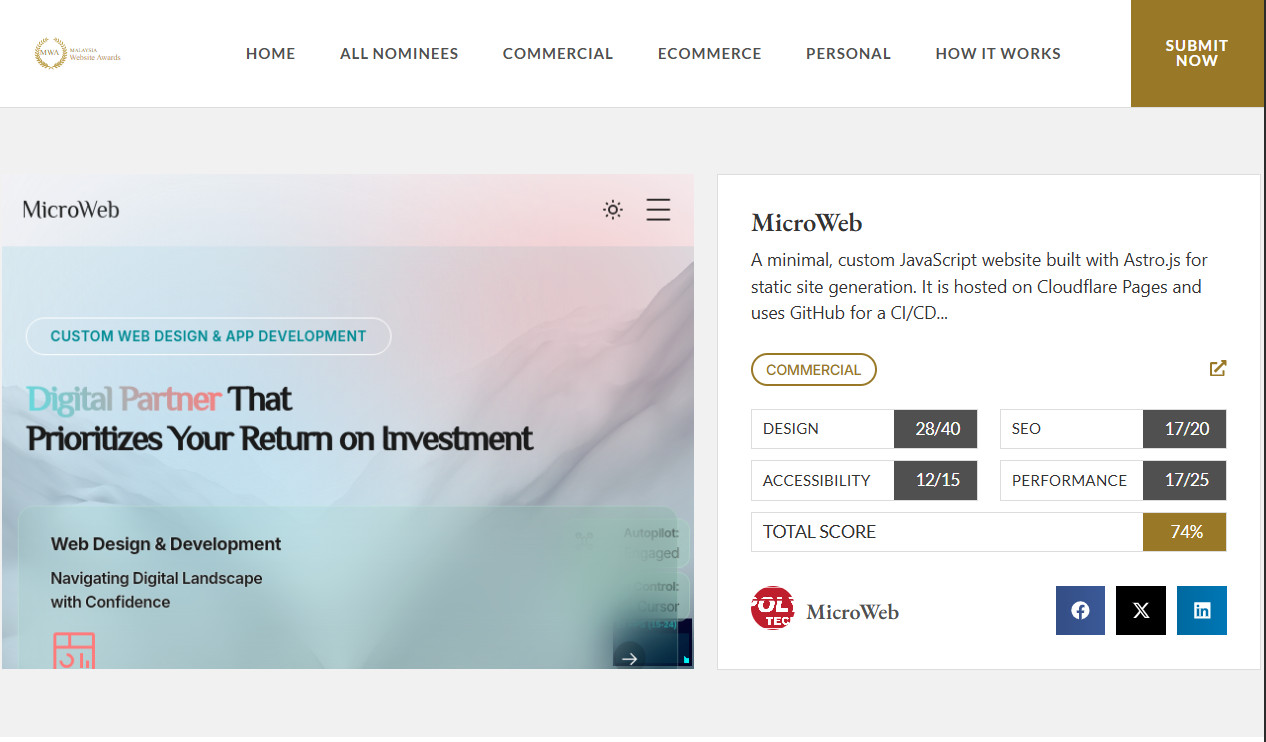 MWA
MALAYSIA
Website Awards
HOME
ALL NOMINEES
COMMERCIAL
ECOMMERCE
PERSONAL
HOW IT WORKS
SUBMIT
NOW
MicroWeb
CUSTOM WEB DESIGN & APP DEVELOPMENT
Digital Partner That
Prioritizes Your Return on Investment
Web Design & Development
Navigating Digital Landscape
with Confidence
Autopilot:
Control:
Cursor
MicroWeb
A minimal, custom JavaScript website built with Astro.js for
static site generation. It is hosted on Cloudflare Pages and
uses GitHub for a CI/CD...
COMMERCIAL
DESIGN 28/40
SEO 17/20
ACCESSIBILITY 12/15
PERFORMANCE 17/25
TOTAL SCORE 74%
TEC
MicroWeb